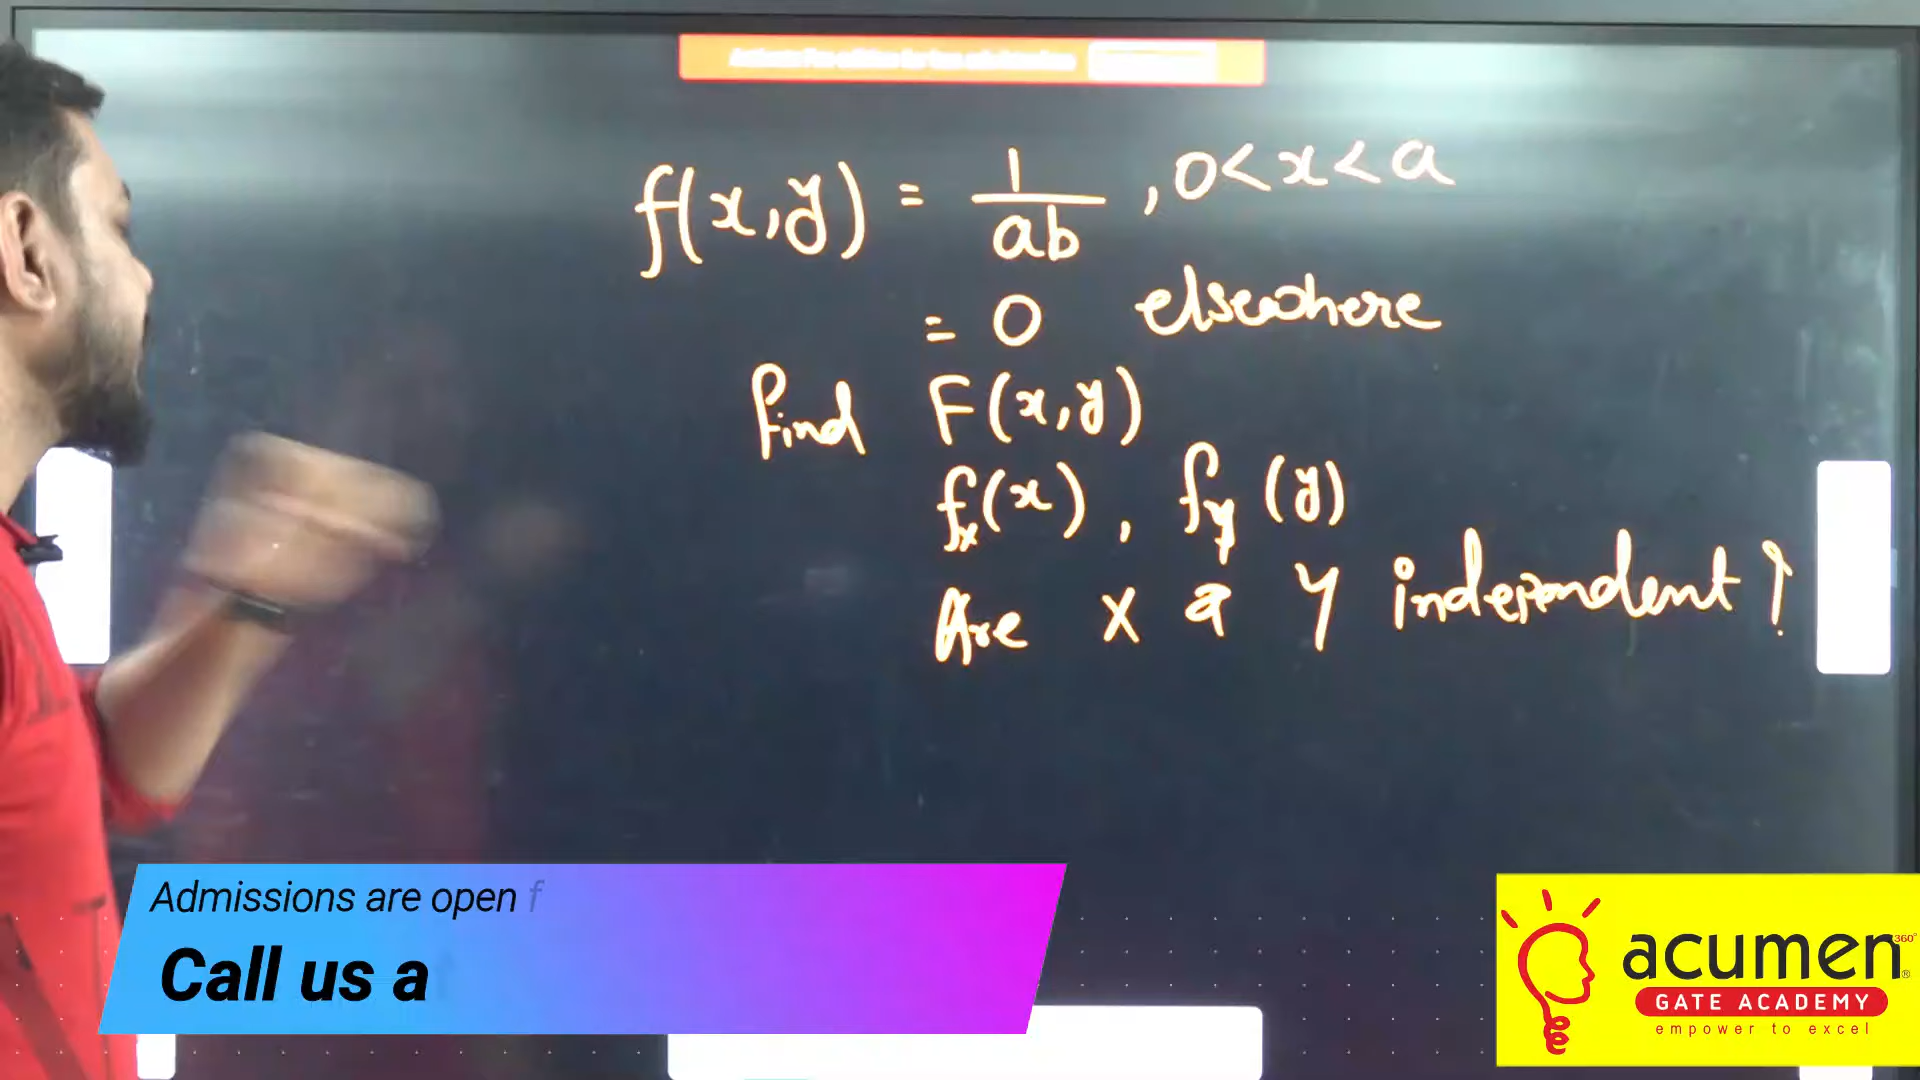 f(x,y) = 1/ab , 0<x<a
= 0 elsewhere
find F(x,y)
fx(x), fy(y)
Are X & Y independent?
Admissions are open f
Call us a
acumen 360° ®
GATE ACADEMY
empower to excel